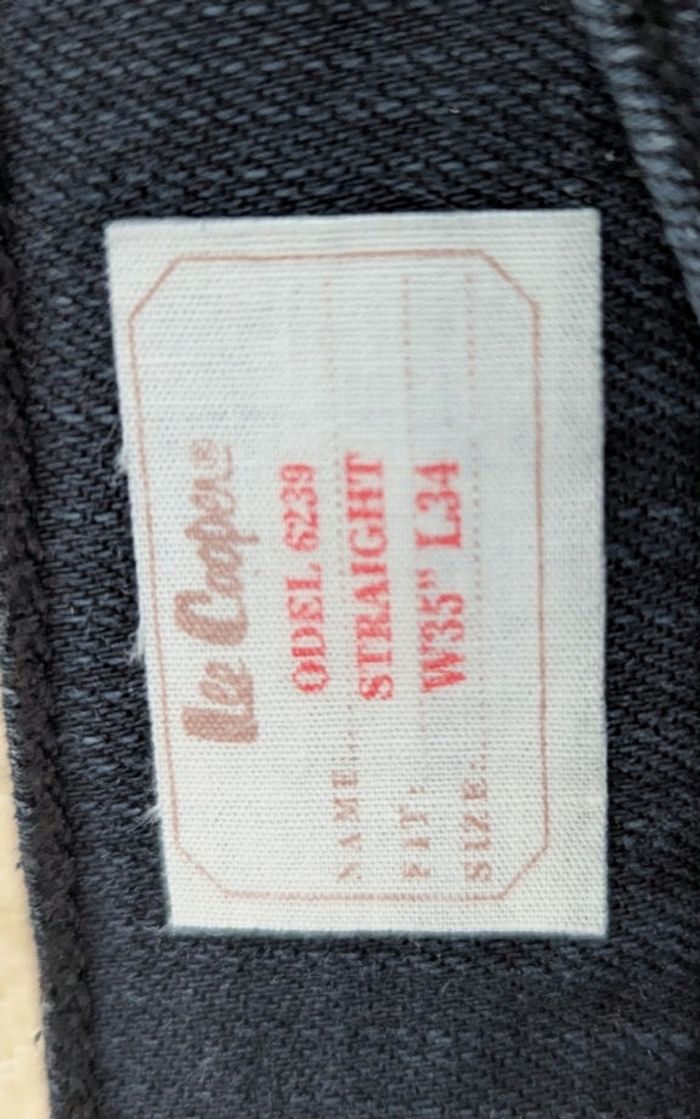 Lee Cooper®
NAME: ODEL 6239
FIT: STRAIGHT
SIZE: W35" L34